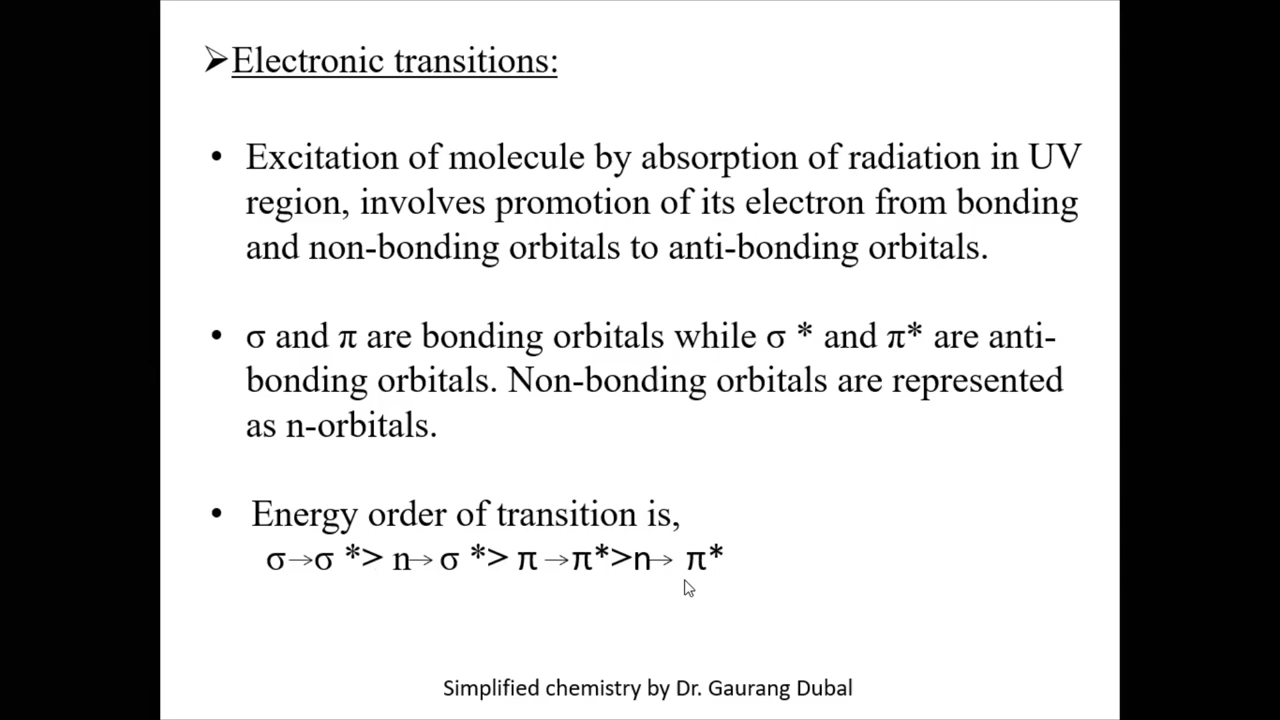 ➢Electronic transitions:
• Excitation of molecule by absorption of radiation in UV
region, involves promotion of its electron from bonding
and non-bonding orbitals to anti-bonding orbitals.
• σ and π are bonding orbitals while σ * and π* are anti-
bonding orbitals. Non-bonding orbitals are represented
as n-orbitals.
• Energy order of transition is,
σ→σ *> n→ σ *> π →π*>n→ π*
Simplified chemistry by Dr. Gaurang Dubal